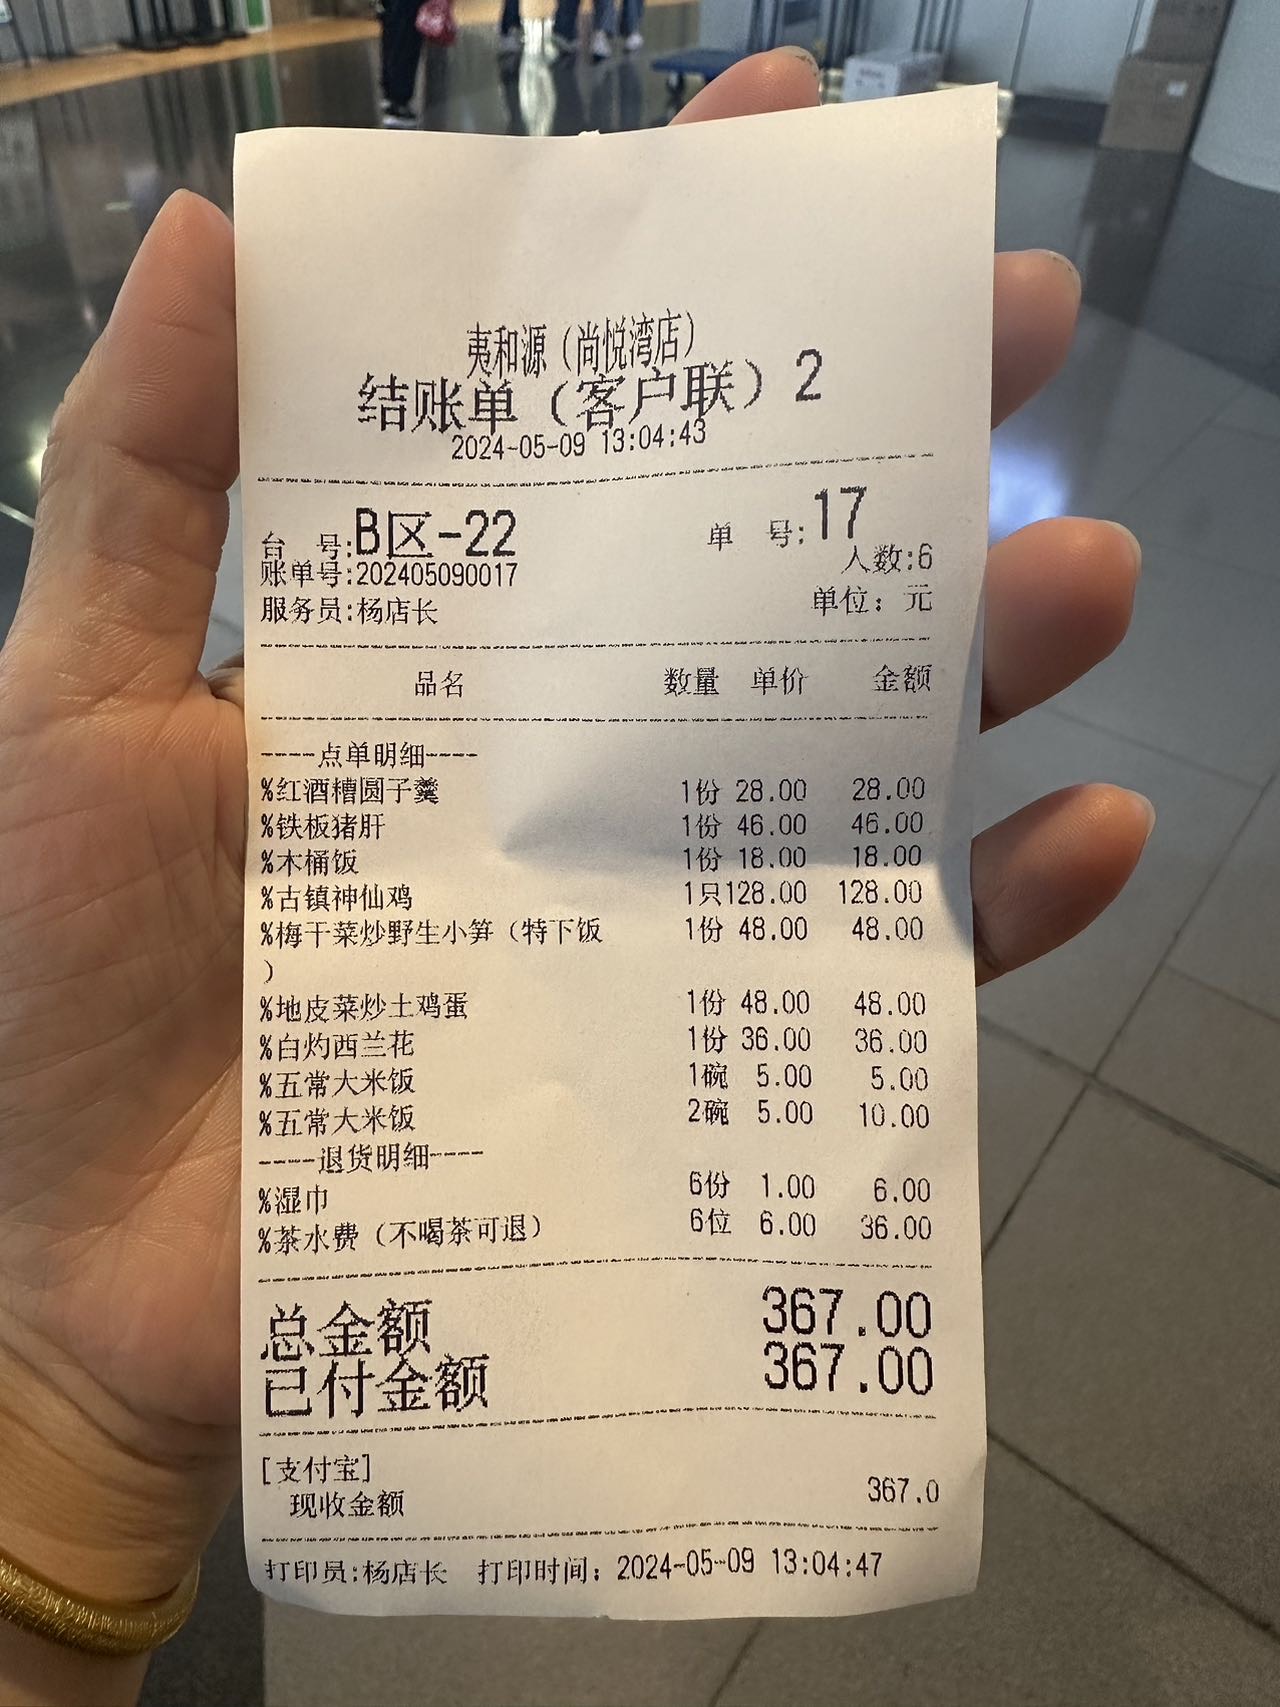 夷和源（尚悦湾店）
结账单（客户联）2
2024-05-09 13:04:43
台 号:B区-22 单 号:17
人数:6
账单号:202405090017
服务员:杨店长 单位：元
品名 数量 单价 金额
----点单明细----
%红酒糟圆子羹 1份 28.00 28.00
%铁板猪肝 1份 46.00 46.00
%木桶饭 1份 18.00 18.00
%古镇神仙鸡 1只128.00 128.00
%梅干菜炒野生小笋（特下饭 1份 48.00 48.00
）
%地皮菜炒土鸡蛋 1份 48.00 48.00
%白灼西兰花 1份 36.00 36.00
%五常大米饭 1碗 5.00 5.00
%五常大米饭 2碗 5.00 10.00
----退货明细----
%湿巾 6份 1.00 6.00
%茶水费（不喝茶可退） 6位 6.00 36.00
总金额 367.00
已付金额 367.00
[支付宝]
现收金额 367.0
打印员:杨店长 打印时间：2024-05-09 13:04:47